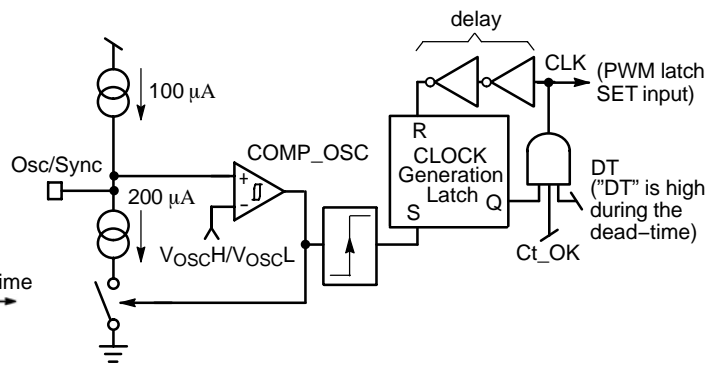 delay
CLK
(PWM latch
SET input)
100 µA
R
Osc/Sync
COMP_OSC
CLOCK
Generation
Latch
DT
("DT" is high
during the
dead−time)
200 µA
+
−
S
Q
VOSCH/VOSCL
Ct_OK
ime